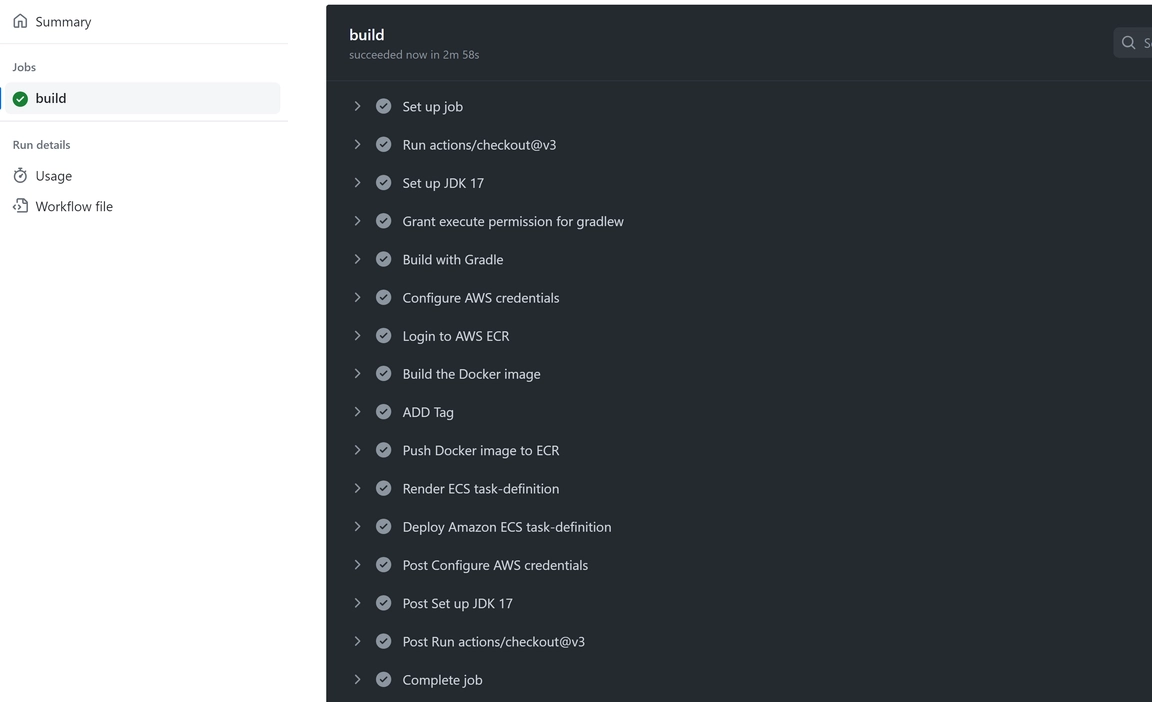 Summary
Jobs
build
Run details
Usage
Workflow file
build
succeeded now in 2m 58s
Set up job
Run actions/checkout@v3
Set up JDK 17
Grant execute permission for gradlew
Build with Gradle
Configure AWS credentials
Login to AWS ECR
Build the Docker image
ADD Tag
Push Docker image to ECR
Render ECS task-definition
Deploy Amazon ECS task-definition
Post Configure AWS credentials
Post Set up JDK 17
Post Run actions/checkout@v3
Complete job